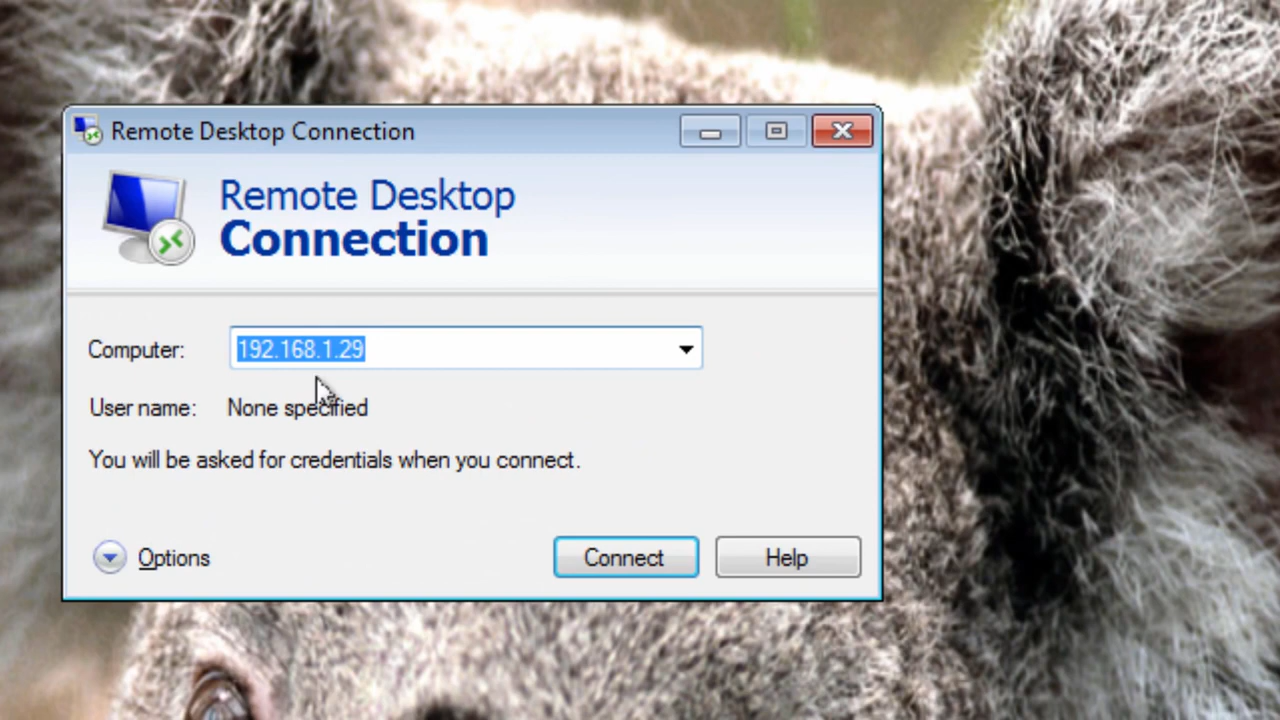 Remote Desktop Connection
Remote Desktop
Connection
Computer: 192.168.1.29
User name: None specified
You will be asked for credentials when you connect.
Options Connect Help